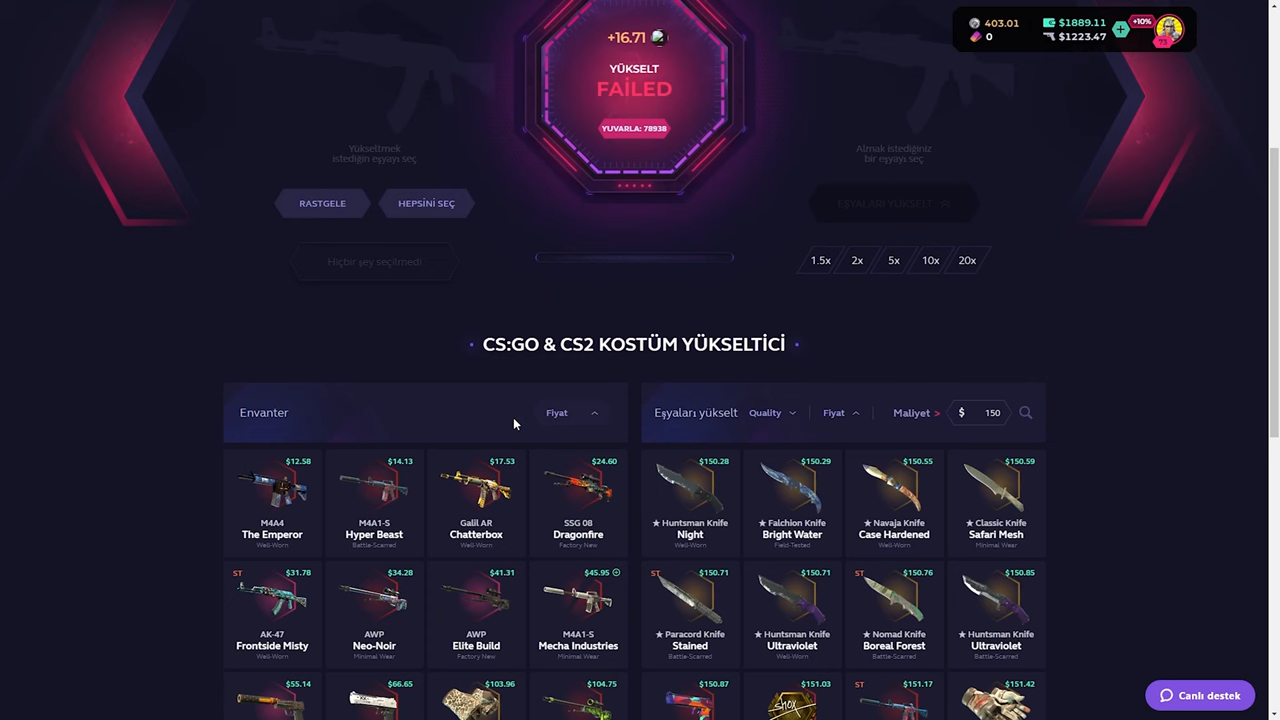 403.01
0
$1889.11
$1223.47
+10%
+16.71
YÜKSELT
FAİLED
YUVARLA: 78938
Yükseltmek
istediğin eşyayı seç
Almak istediğiniz
bir eşyayı seç
RASTGELE
HEPSİNİ SEÇ
EŞYALARI YÜKSELT
Hiçbir şey seçilmedi
1.5x
2x
5x
10x
20x
CS:GO & CS2 KOSTÜM YÜKSELTİCİ
Envanter
Fiyat
Eşyaları yükselt
Quality
Fiyat
Maliyet >
$ 150
$12.58
M4A4
The Emperor
Well-Worn
$14.13
M4A1-S
Hyper Beast
Battle-Scarred
$17.53
Galil AR
Chatterbox
Well-Worn
$24.60
SSG 08
Dragonfire
Factory New
$150.28
★ Huntsman Knife
Night
Well-Worn
$150.29
★ Falchion Knife
Bright Water
Field-Tested
$150.55
★ Navaja Knife
Case Hardened
Well-Worn
$150.59
★ Classic Knife
Safari Mesh
Minimal Wear
ST
$31.78
AK-47
Frontside Misty
Well-Worn
$34.28
AWP
Neo-Noir
Minimal Wear
$41.31
AWP
Elite Build
Factory New
$45.95
M4A1-S
Mecha Industries
Minimal Wear
ST
$150.71
★ Paracord Knife
Stained
Battle-Scarred
$150.71
★ Huntsman Knife
Ultraviolet
Well-Worn
ST
$150.76
★ Nomad Knife
Boreal Forest
Battle-Scarred
$150.85
★ Huntsman Knife
Ultraviolet
Battle-Scarred
$55.14
$66.65
$103.96
$104.75
$150.87
$151.03
ST
$151.17
$151.42
Canlı destek